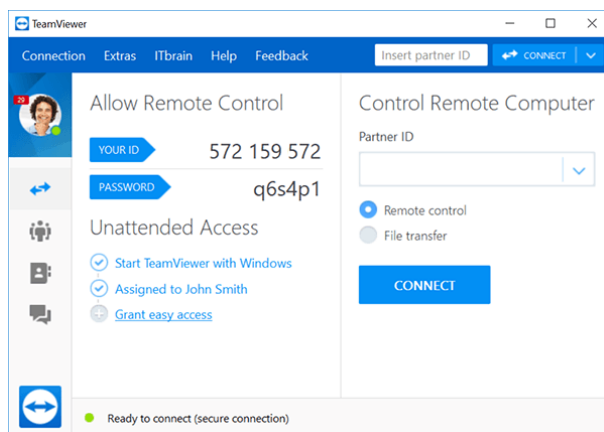 TeamViewer
Connection Extras ITbrain Help Feedback
Insert partner ID
CONNECT
29
Allow Remote Control
YOUR ID 572 159 572
PASSWORD q6s4p1
Unattended Access
Start TeamViewer with Windows
Assigned to John Smith
Grant easy access
Control Remote Computer
Partner ID
Remote control
File transfer
CONNECT
Ready to connect (secure connection)